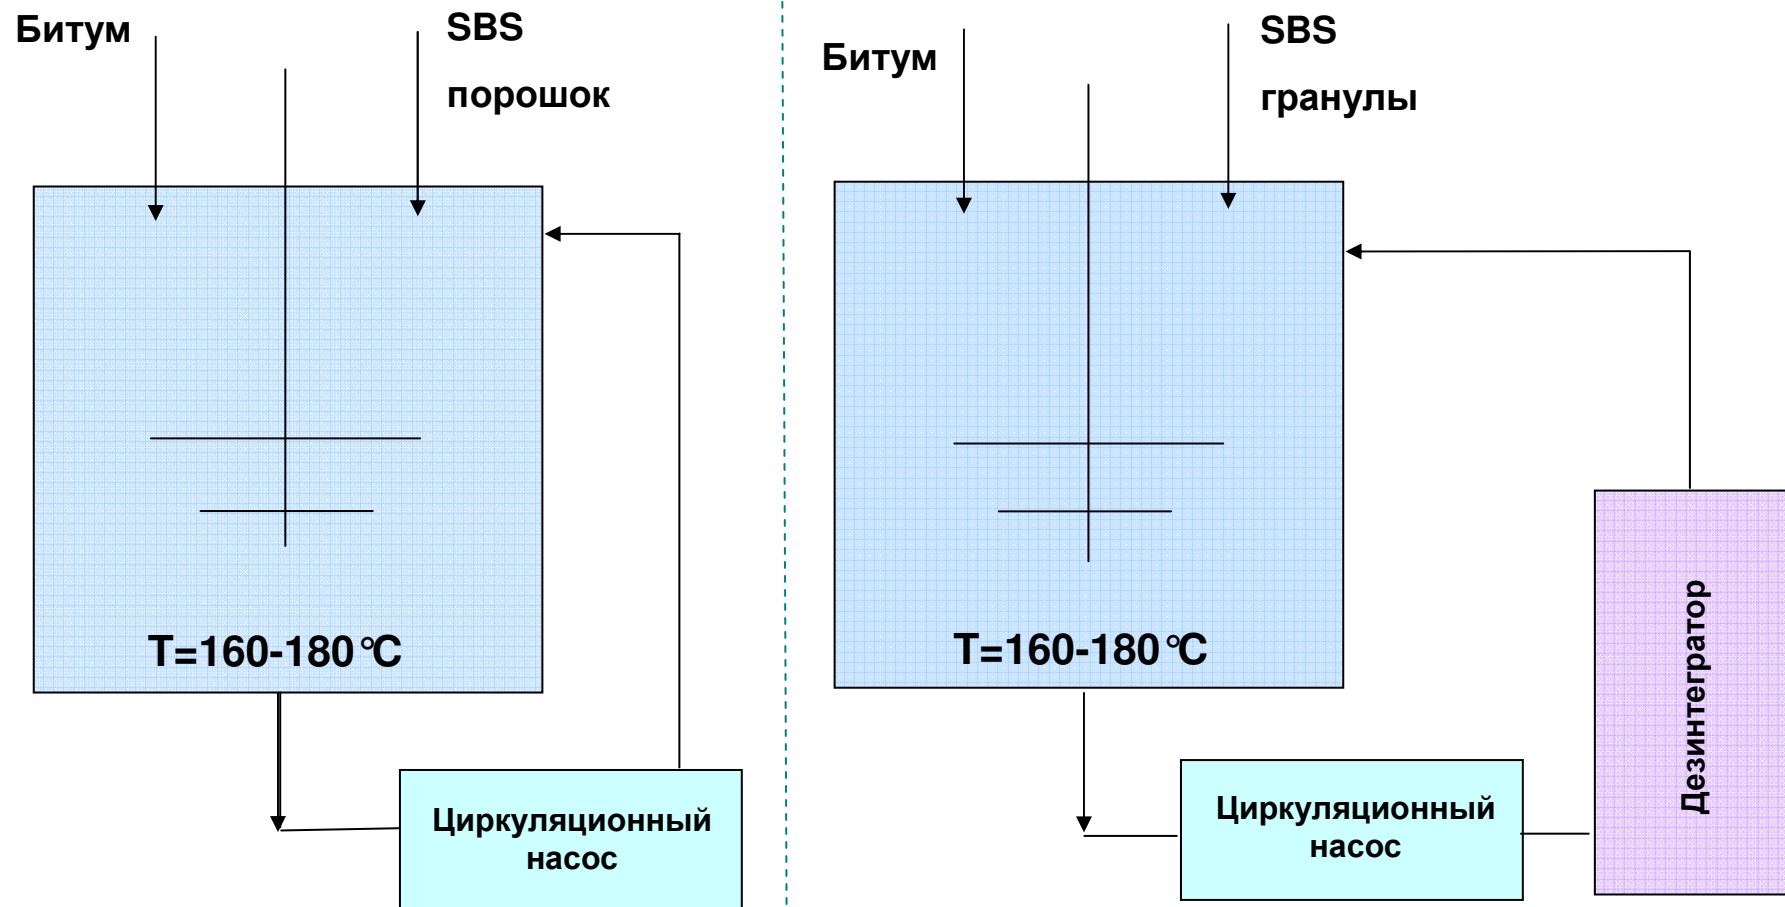 Битум
SBS
порошок
T=160-180°C
Циркуляционный
насос
Битум
SBS
гранулы
T=160-180°C
Циркуляционный
насос
Дезинтегратор